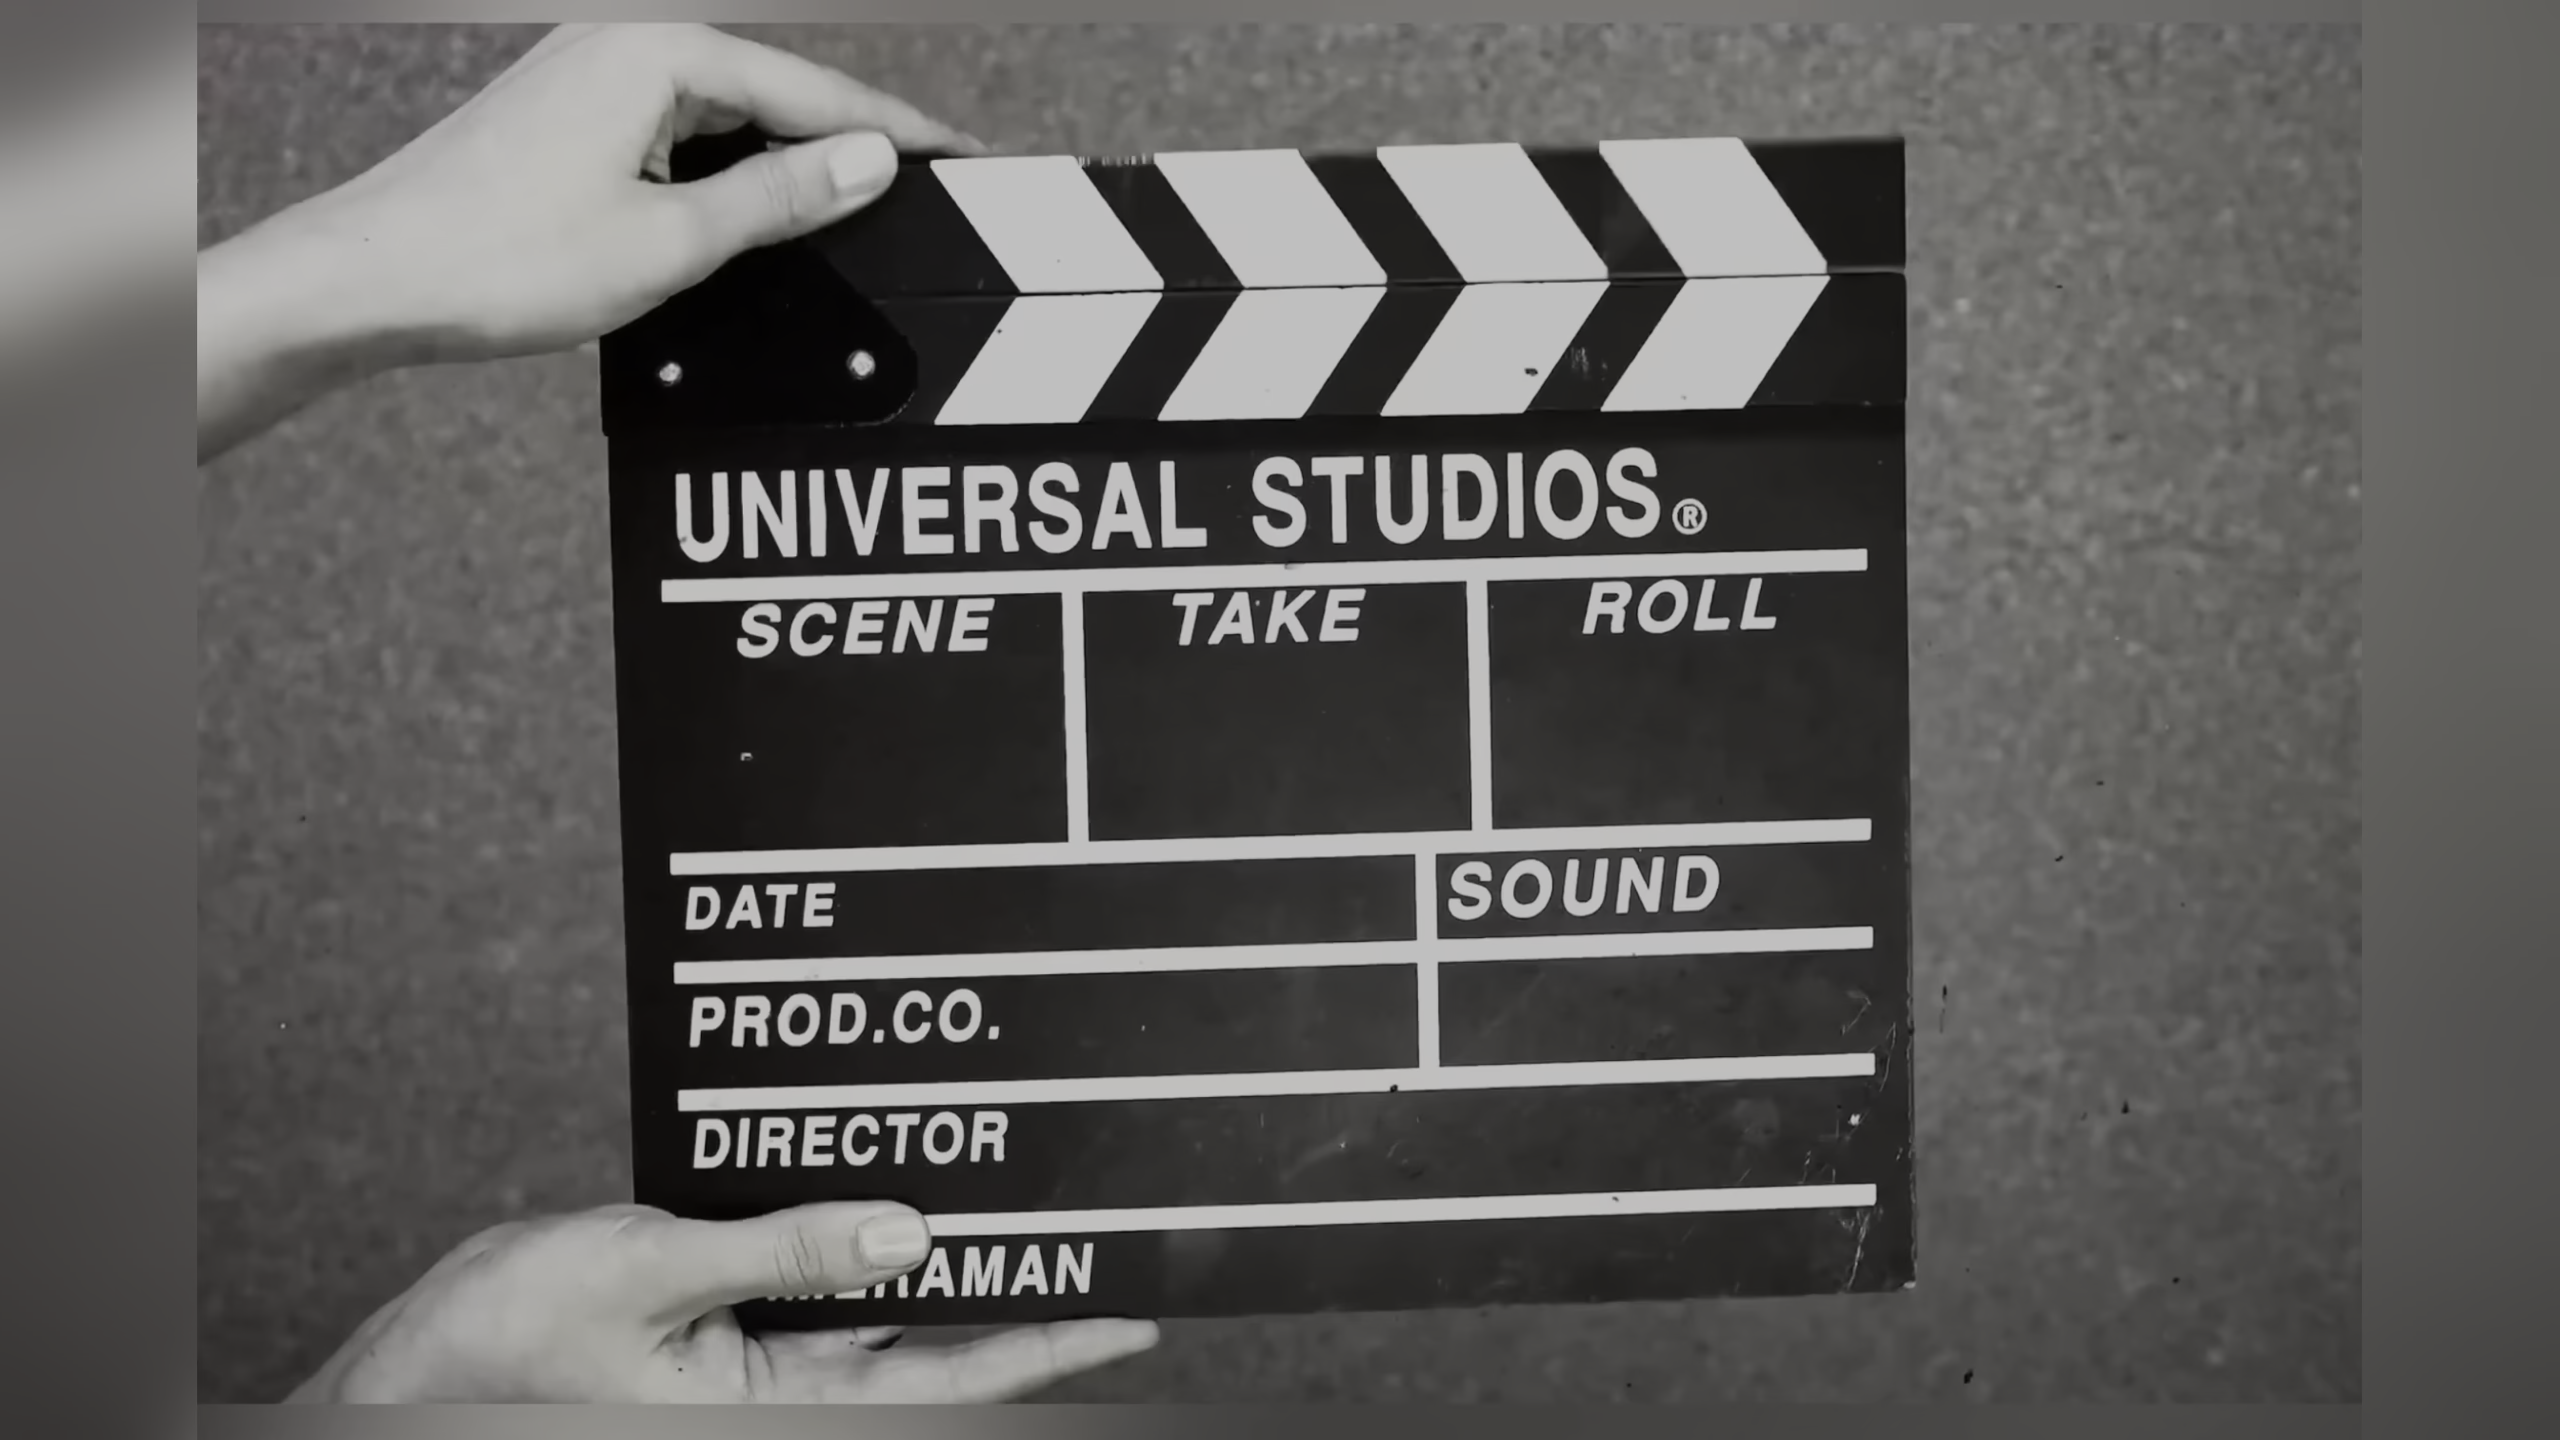 UNIVERSAL STUDIOS®
SCENE TAKE ROLL
DATE SOUND
PROD.CO.
DIRECTOR